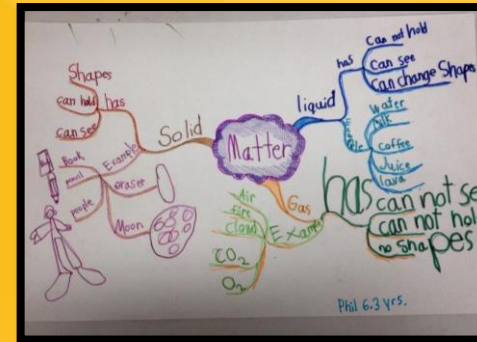 Matter
Solid
has
Shapes
can hold
can see
Example
Book
pencil
people
eraser
Moon
liquid
has
Can not hold
Can see
Can change Shapes
Example
Water
Milk
coffee
Juice
lava
Gas
has
can not se
can not hold
no shapes
Example
Air
fire
cloud
CO2
O2
Phil 6.3 yrs.